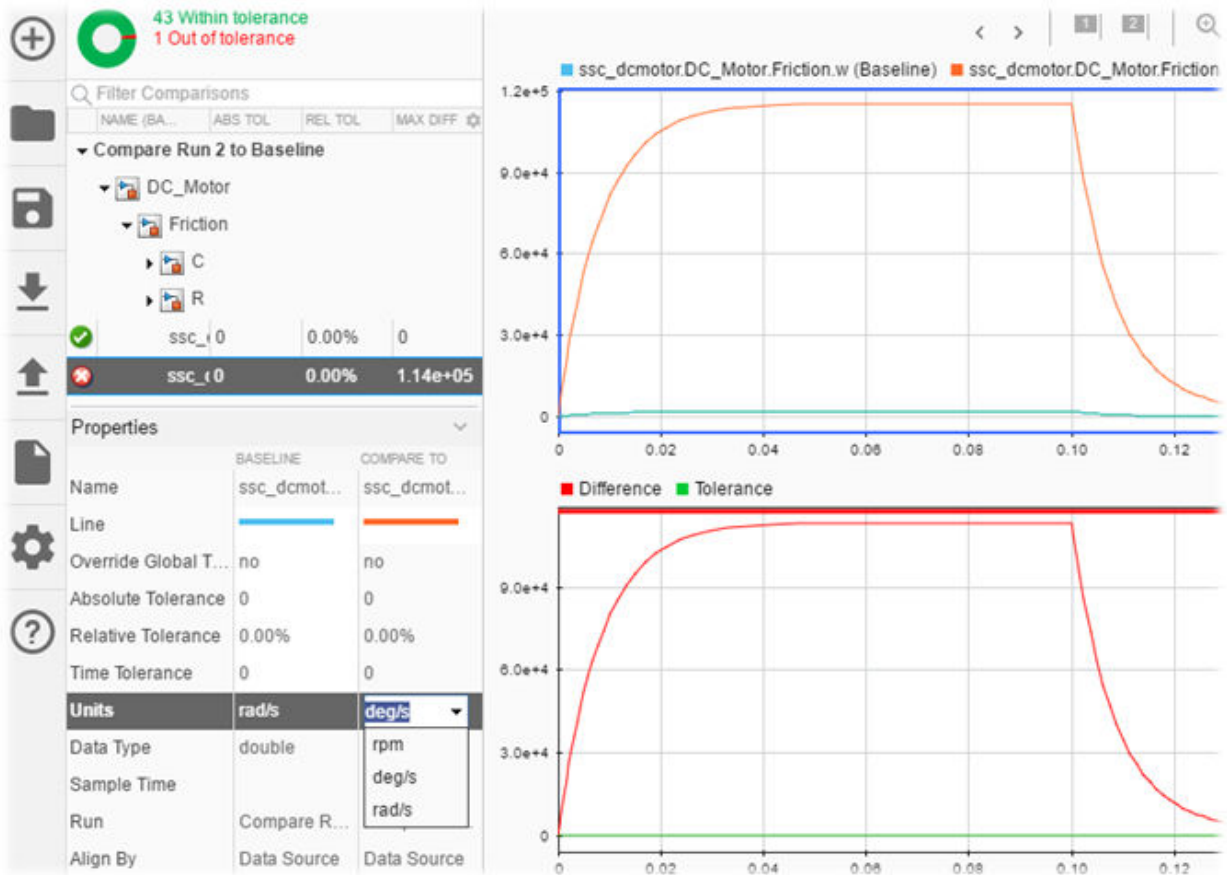 43 Within tolerance
1 Out of tolerance
Filter Comparisons
NAME (BA... ABS TOL REL TOL MAX DIFF
Compare Run 2 to Baseline
DC_Motor
Friction
C
R
ssc_ 0 0.00% 0
ssc_ 0 0.00% 1.14e+05
Properties
BASELINE COMPARE TO
Name ssc_dcmot... ssc_dcmot...
Line
Override Global T... no no
Absolute Tolerance 0 0
Relative Tolerance 0.00% 0.00%
Time Tolerance 0 0
Units rad/s deg/s
rpm
deg/s
rad/s
Data Type double
Sample Time
Run Compare R...
Align By Data Source Data Source
1 2
ssc_dcmotor.DC_Motor.Friction.w (Baseline) ssc_dcmotor.DC_Motor.Friction
1.2e+5
9.0e+4
6.0e+4
3.0e+4
0
0 0.02 0.04 0.06 0.08 0.10 0.12
Difference Tolerance
9.0e+4
6.0e+4
3.0e+4
0
0 0.02 0.04 0.06 0.08 0.10 0.12